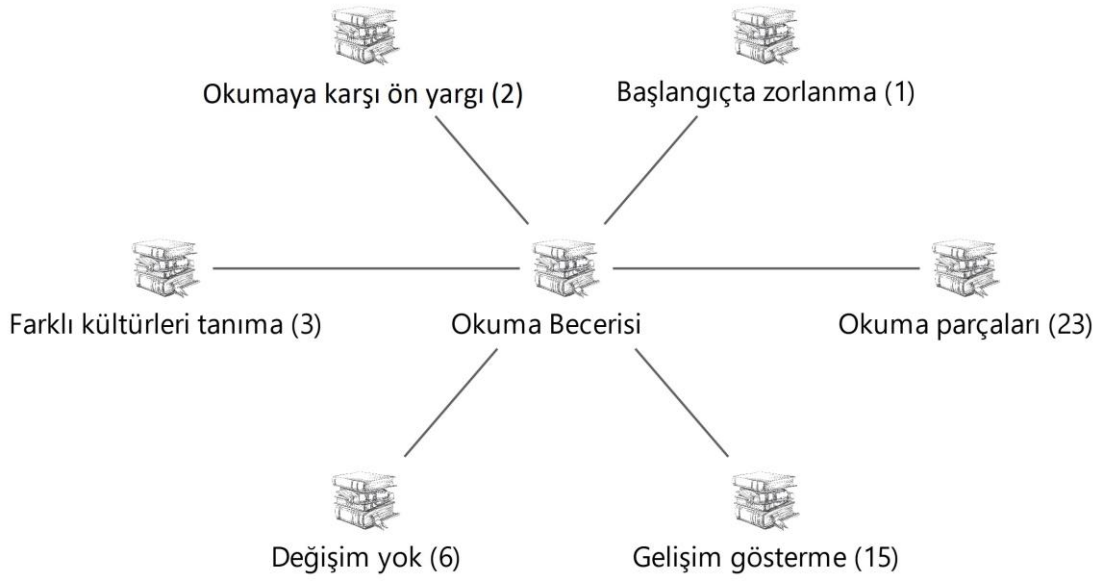 Okumaya karşı ön yargı (2)
Başlangıçta zorlanma (1)
Farklı kültürleri tanıma (3)
Okuma Becerisi
Okuma parçaları (23)
Değişim yok (6)
Gelişim gösterme (15)